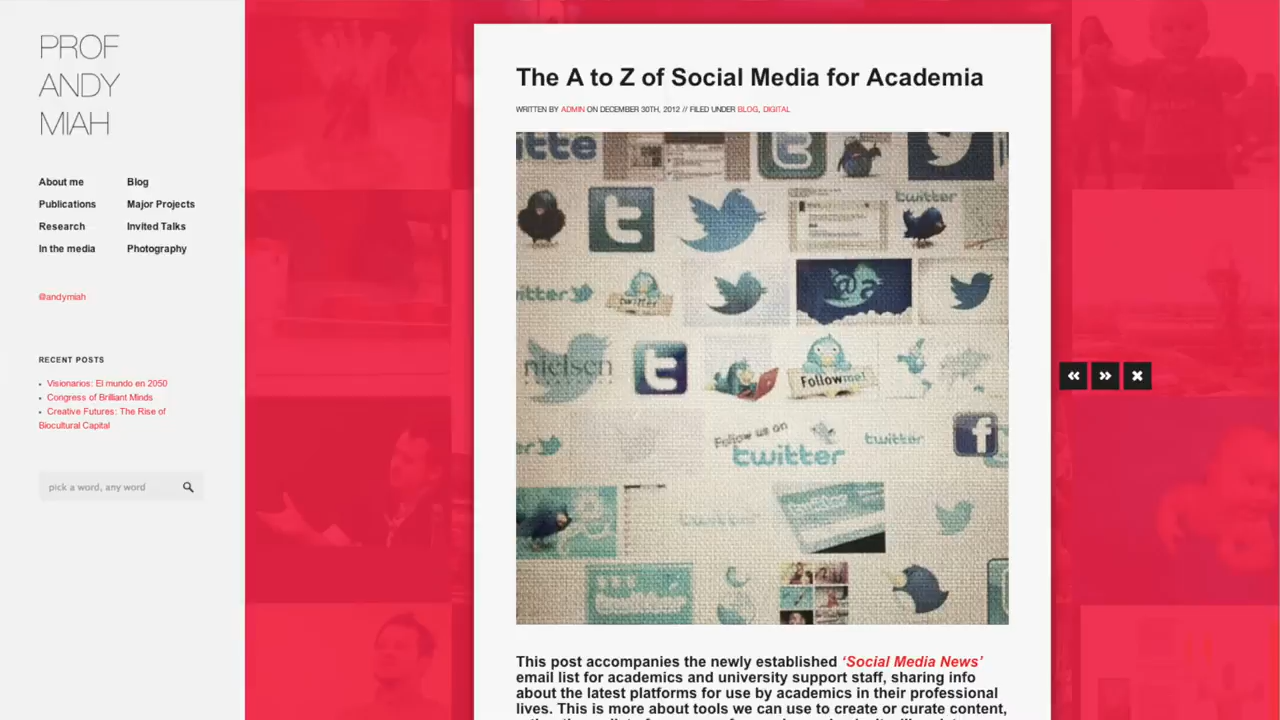 PROF
ANDY
MIAH
About me
Blog
Publications
Major Projects
Research
Invited Talks
In the media
Photography
@andymiah
RECENT POSTS
Visionarios: El mundo en 2050
Congress of Brilliant Minds
Creative Futures: The Rise of
Biocultural Capital
pick a word, any word
The A to Z of Social Media for Academia
WRITTEN BY ADMIN ON DECEMBER 30TH, 2012 // FILED UNDER BLOG, DIGITAL
itte
t
twitter
t
itter
twitter
@a
nielsen
t
Follow me!
er
Follow us on
twitter
twitter
f
twitter
twitter
This post accompanies the newly established ‘Social Media News’
email list for academics and university support staff, sharing info
about the latest platforms for use by academics in their professional
lives. This is more about tools we can use to create or curate content,